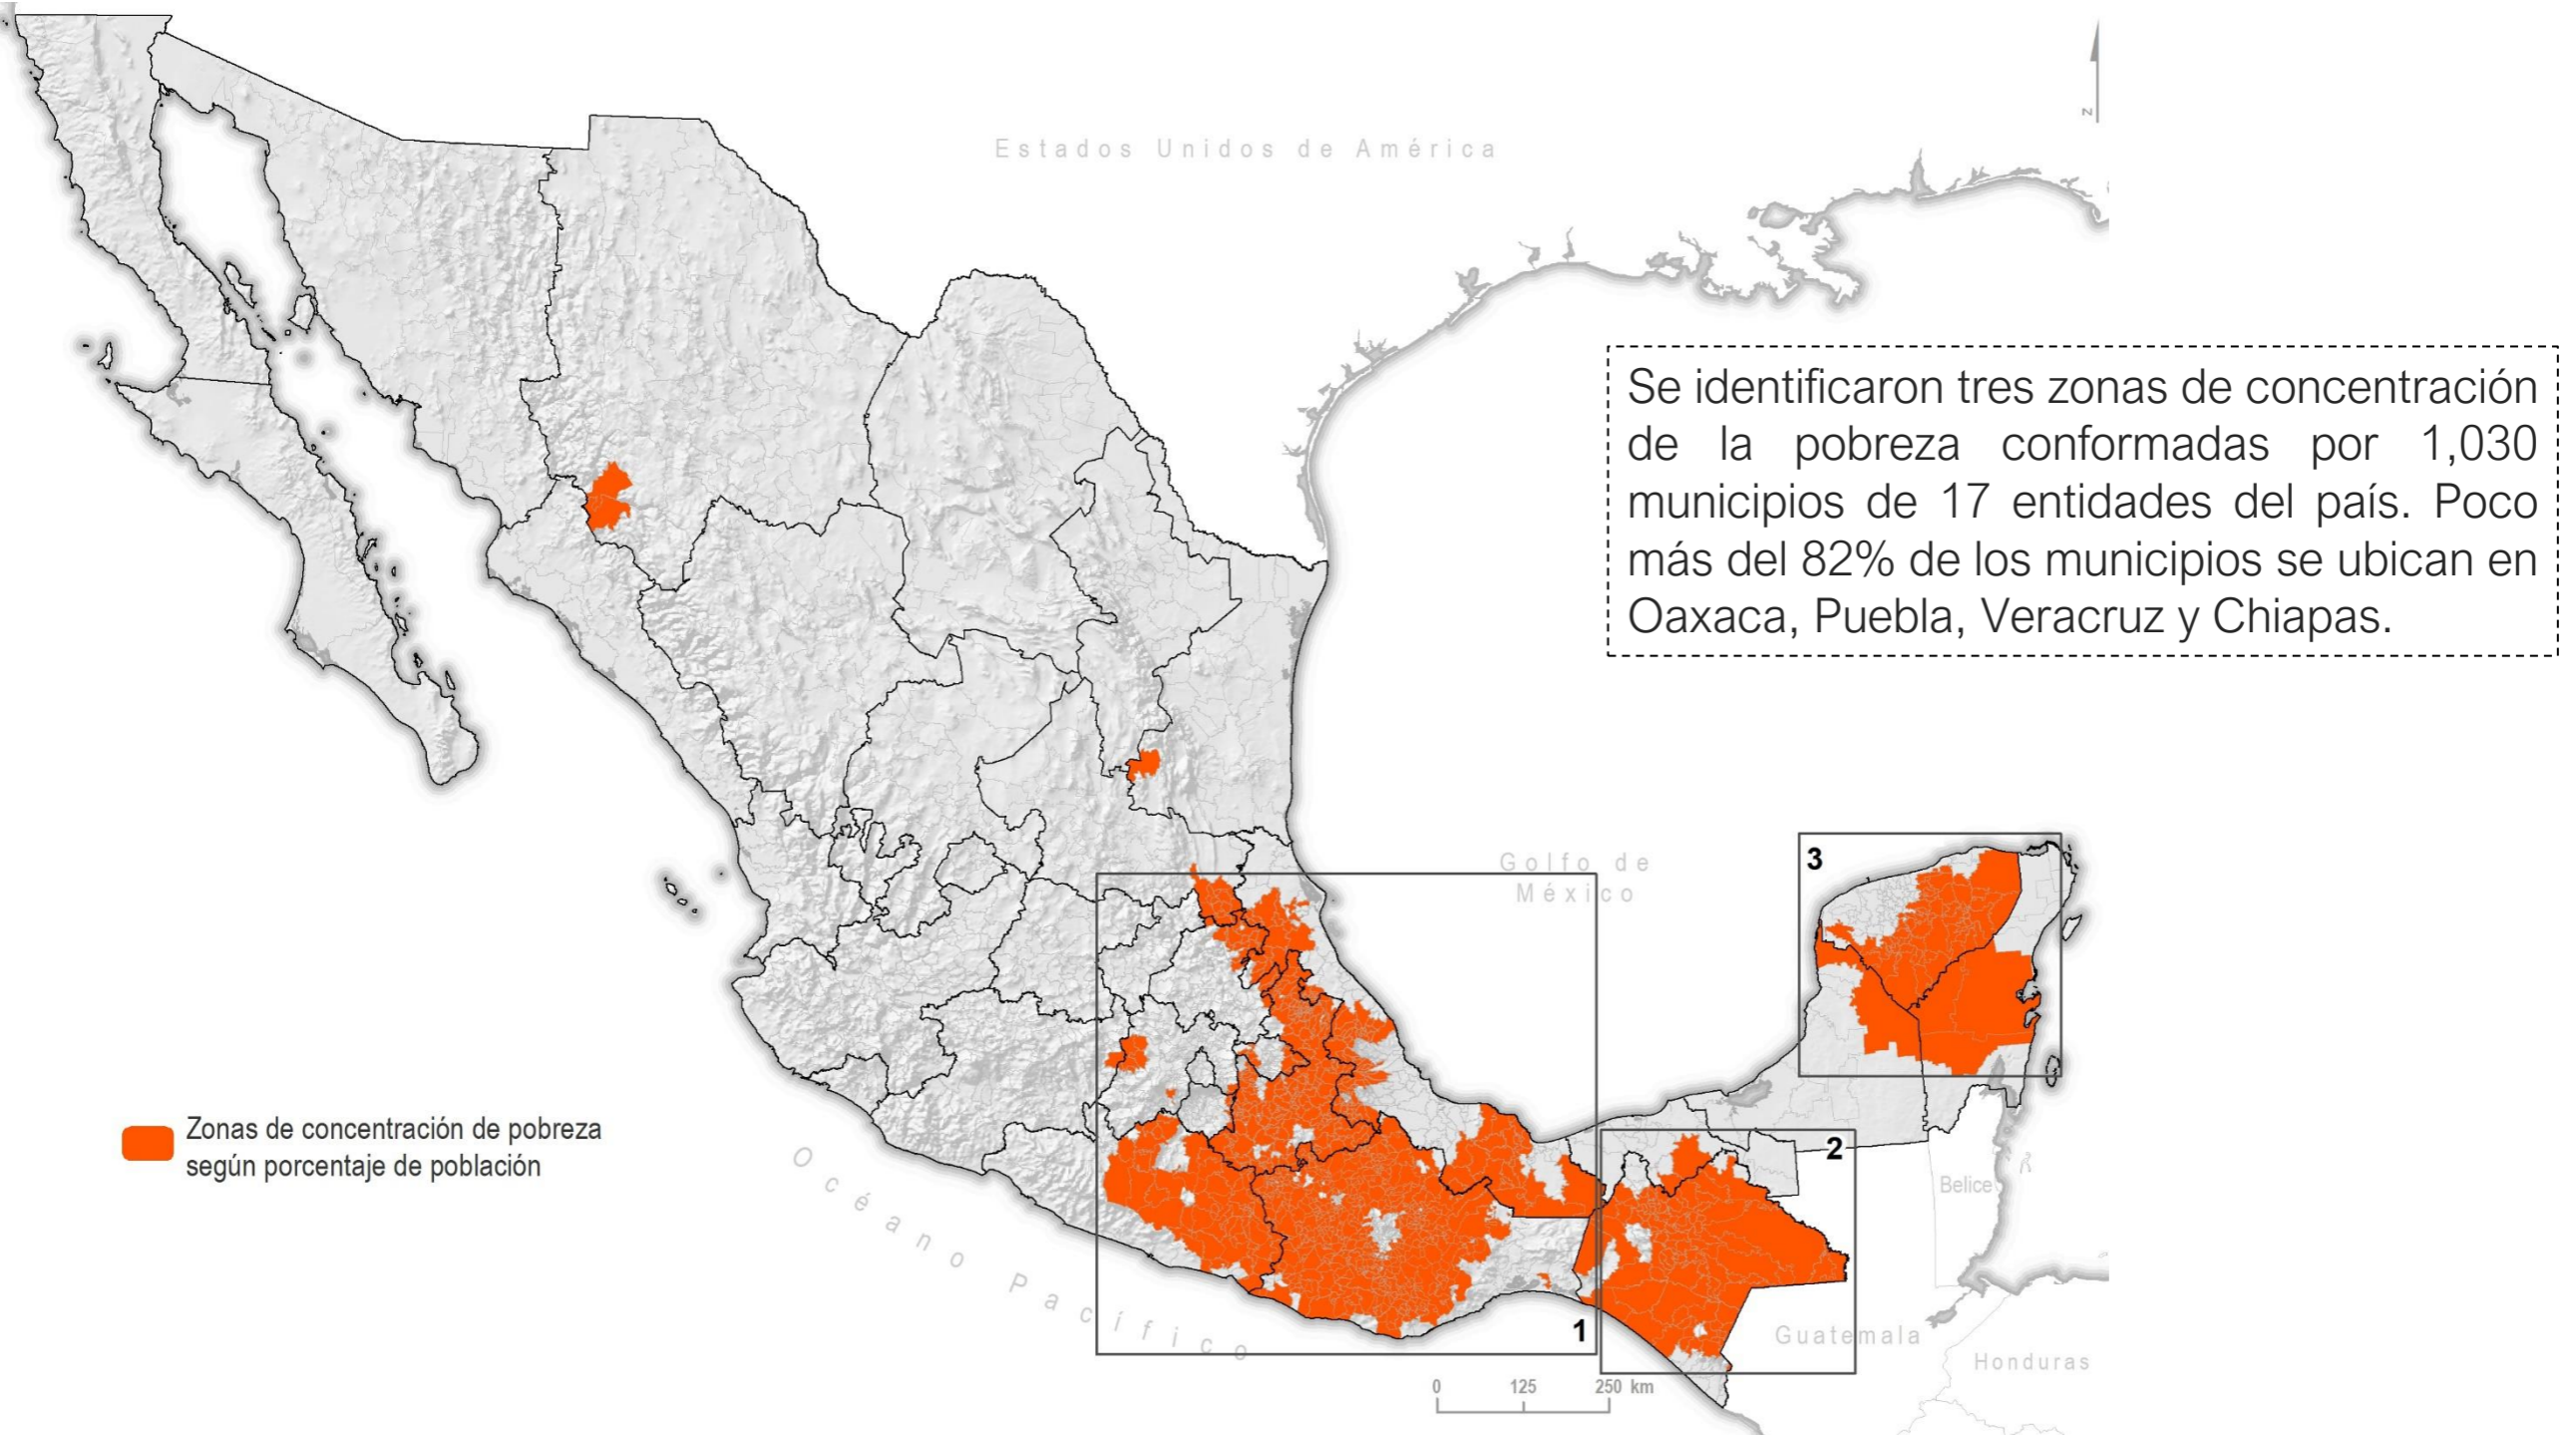 Estados Unidos de América
N
Se identificaron tres zonas de concentración
de la pobreza conformadas por 1,030
municipios de 17 entidades del país. Poco
más del 82% de los municipios se ubican en
Oaxaca, Puebla, Veracruz y Chiapas.
Golfo de
México
3
Zonas de concentración de pobreza
según porcentaje de población
2
Belice
Océano Pacífico
1
Guatemala
Honduras
0 125 250 km